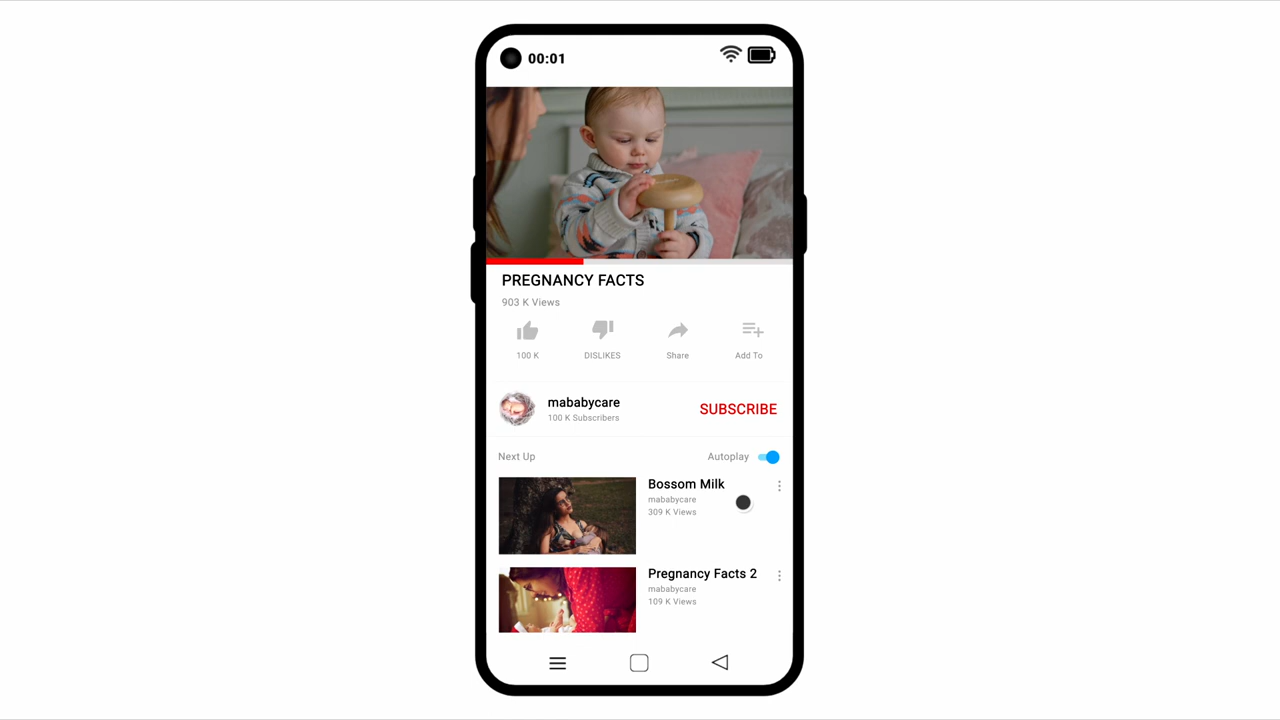 00:01
PREGNANCY FACTS
903 K Views
100 K
DISLIKES
Share
Add To
mababycare
100 K Subscribers
SUBSCRIBE
Next Up
Autoplay
Bossom Milk
mababycare
309 K Views
Pregnancy Facts 2
mababycare
109 K Views